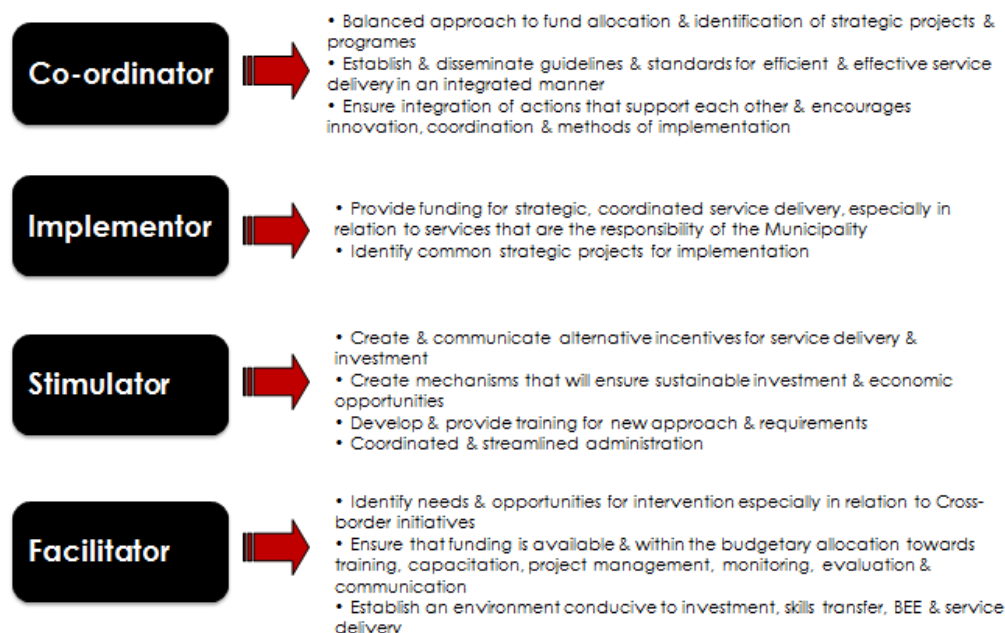 Co-ordinator
• Balanced approach to fund allocation & identification of strategic projects &
programes
• Establish & disseminate guidelines & standards for efficient & effective service
delivery in an integrated manner
• Ensure integration of actions that support each other & encourages
innovation, coordination & methods of implementation
Implementor
• Provide funding for strategic, coordinated service delivery, especially in
relation to services that are the responsibility of the Municipality
• Identify common strategic projects for implementation
Stimulator
• Create & communicate alternative incentives for service delivery &
investment
• Create mechanisms that will ensure sustainable investment & economic
opportunities
• Develop & provide training for new approach & requirements
• Coordinated & streamlined administration
Facilitator
• Identify needs & opportunities for intervention especially in relation to Cross-
border initiatives
• Ensure that funding is available & within the budgetary allocation towards
training, capacitation, project management, monitoring, evaluation &
communication
• Establish an environment conducive to investment, skills transfer, BEE & service
delivery